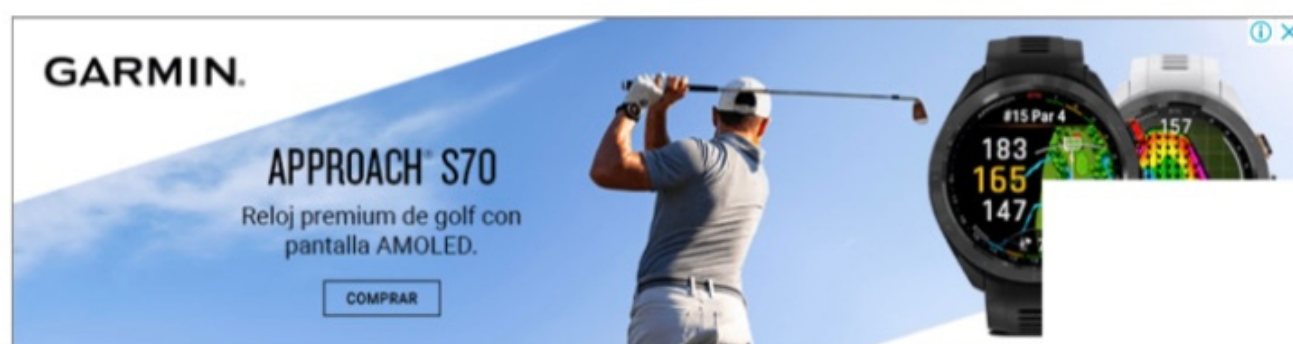 GARMIN.
APPROACH® S70
Reloj premium de golf con
pantalla AMOLED.
COMPRAR
#15 Par 4
183
165
147
157